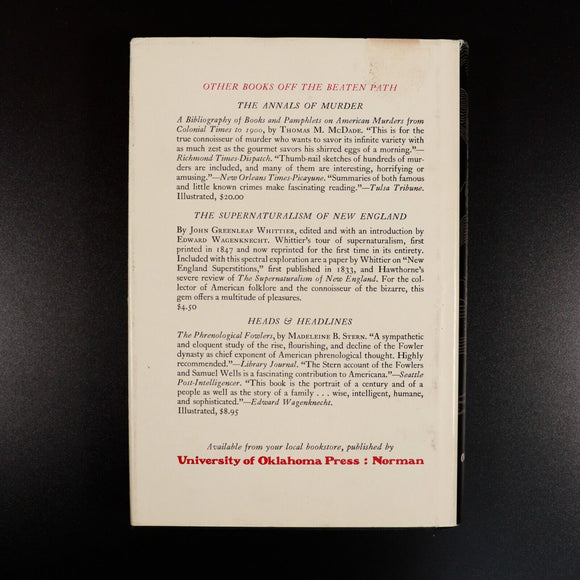 OTHER BOOKS OFF THE BEATEN PATH
THE ANNALS OF MURDER
A Bibliography of Books and Pamphlets on American Murders from
Colonial Times to 1900, by THOMAS M. MCDADE. “This is for the
true connoisseur of murder who wants to savor its infinite variety with
as much zest as the gourmet savors his shirred eggs of a morning.”—
Richmond Times-Dispatch. “Thumb-nail sketches of hundreds of mur-
ders are included, and many of them are interesting, horrifying or
amusing.”—New Orleans Times-Picayune. “Summaries of both famous
and little known crimes make fascinating reading.”—Tulsa Tribune.
Illustrated, $20.00
THE SUPERNATURALISM OF NEW ENGLAND
By JOHN GREENLEAF WHITTIER, edited and with an introduction by
EDWARD WAGENKNECHT. Whittier's tour of supernaturalism, first
printed in 1847 and now reprinted for the first time in its entirety.
Included with this spectral exploration are a paper by Whittier on “New
England Superstitions,” first published in 1833, and Hawthorne's
severe review of The Supernaturalism of New England. For the col-
lector of American folklore and the connoisseur of the bizarre, this
gem offers a multitude of pleasures.
$4.50
HEADS & HEADLINES
The Phrenological Fowlers, by MADELEINE B. STERN. “A sympathetic
and eloquent study of the rise, flourishing, and decline of the Fowler
dynasty as chief exponent of American phrenological thought. Highly
recommended.”—Library Journal. “The Stern account of the Fowlers
and Samuel Wells is a fascinating contribution to Americana.”—Seattle
Post-Intelligencer. “This book is the portrait of a century and of a
people as well as the story of a family . . . wise, intelligent, humane,
and sophisticated.”—Edward Wagenknecht.
Illustrated, $8.95
Available from your local bookstore, published by
University of Oklahoma Press : Norman